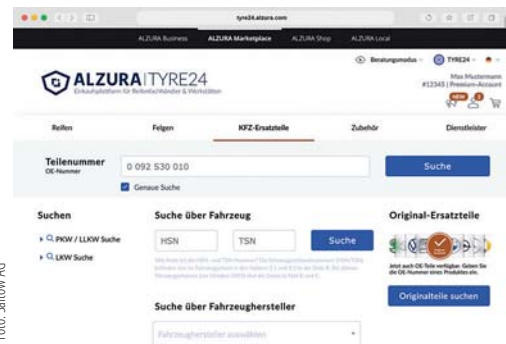 tyre24.alzura.com
ALZURA Business ALZURA Marketplace ALZURA Shop ALZURA Local
Beratungsmodus TYRE24
ALZURA|TYRE24
Einkaufsplattform für Reifenhändler & Werkstätten
Max Mustermann
#12345 | Premium-Account
NEW
Reifen Felgen KFZ-Ersatzteile Zubehör Dienstleister
Teilenummer
OE-Nummer
0 092 S30 010
Suche
Genaue Suche
Suchen
PKW / LLKW Suche
LKW Suche
Suche über Fahrzeug
HSN TSN Suche
Suche über Fahrzeughersteller
Fahrzeughersteller auswählen
Original-Ersatzteile
Jetzt auch OE-Teile verfügbar. Geben Sie
die OE-Nummer eines Produktes ein.
Originalteile suchen
Foto: Saitow AG